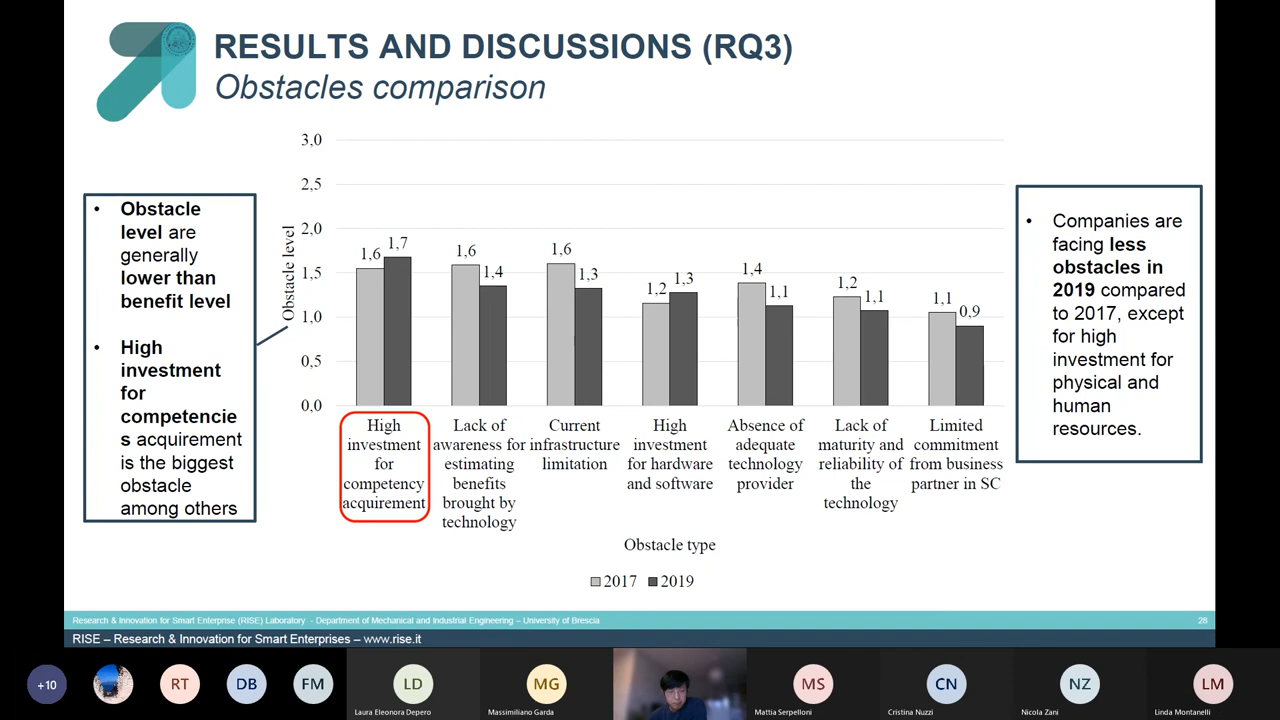 RESULTS AND DISCUSSIONS (RQ3)
Obstacles comparison
• Obstacle
level are
generally
lower than
benefit level
• High
investment
for
competencie
s acquirement
is the biggest
obstacle
among others
Obstacle level
3,0
2,5
2,0
1,5
1,0
0,5
0,0
1,6 1,7
1,6 1,4
1,6 1,3
1,2 1,3
1,4 1,1
1,2 1,1
1,1 0,9
High
investment
for
competency
acquirement
Lack of
awareness for
estimating
benefits
brought by
technology
Current
infrastructure
limitation
High
investment
for hardware
and software
Absence of
adequate
technology
provider
Lack of
maturity and
reliability of
the
technology
Limited
commitment
from business
partner in SC
Obstacle type
2017 2019
• Companies are
facing less
obstacles in
2019 compared
to 2017, except
for high
investment for
physical and
human
resources.
Research & Innovation for Smart Enterprise (RISE) Laboratory - Department of Mechanical and Industrial Engineering – University of Brescia
28
RISE – Research & Innovation for Smart Enterprises – www.rise.it
+10
RT
DB
FM
LD
Laura Eleonora Depero
MG
Massimiliano Garda
MS
Mattia Serpelloni
CN
Cristina Nuzzi
NZ
Nicola Zani
LM
Linda Montanelli